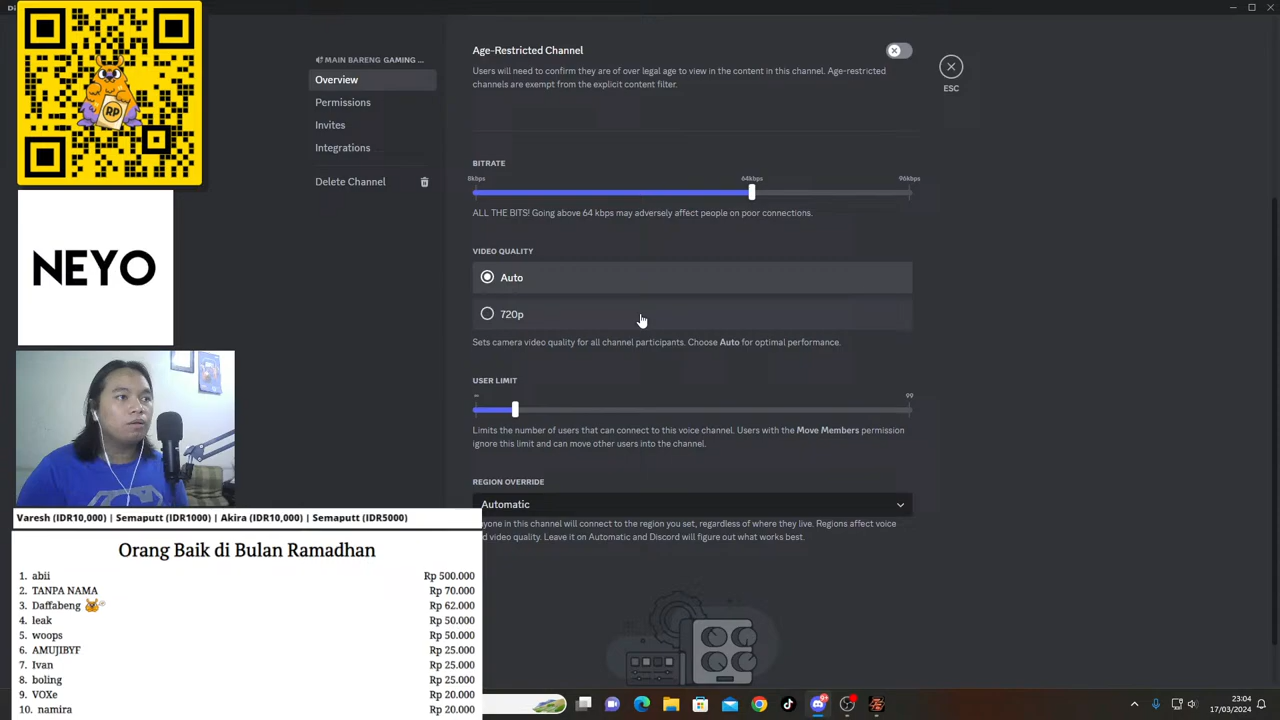 RP
NEYO
MAIN BARENG GAMING ...
Overview
Permissions
Invites
Integrations
Delete Channel
Age-Restricted Channel
Users will need to confirm they are of over legal age to view in the content in this channel. Age-restricted
channels are exempt from the explicit content filter.
ESC
BITRATE
8kbps
64kbps
96kbps
ALL THE BITS! Going above 64 kbps may adversely affect people on poor connections.
VIDEO QUALITY
Auto
720p
Sets camera video quality for all channel participants. Choose Auto for optimal performance.
USER LIMIT
∞
99
Limits the number of users that can connect to this voice channel. Users with the Move Members permission
ignore this limit and can move other users into the channel.
REGION OVERRIDE
Automatic
nyone in this channel will connect to the region you set, regardless of where they live. Regions affect voice
nd video quality. Leave it on Automatic and Discord will figure out what works best.
Varesh (IDR10,000) | Semaputt (IDR1000) | Akira (IDR10,000) | Semaputt (IDR5000)
Orang Baik di Bulan Ramadhan
1. abii Rp 500.000
2. TANPA NAMA Rp 70.000
3. Daffabeng Rp 62.000
4. leak Rp 50.000
5. woops Rp 50.000
6. AMUJIBYF Rp 25.000
7. Ivan Rp 25.000
8. boling Rp 25.000
9. VOXe Rp 20.000
10. namira Rp 20.000
23:04
17/03/2024